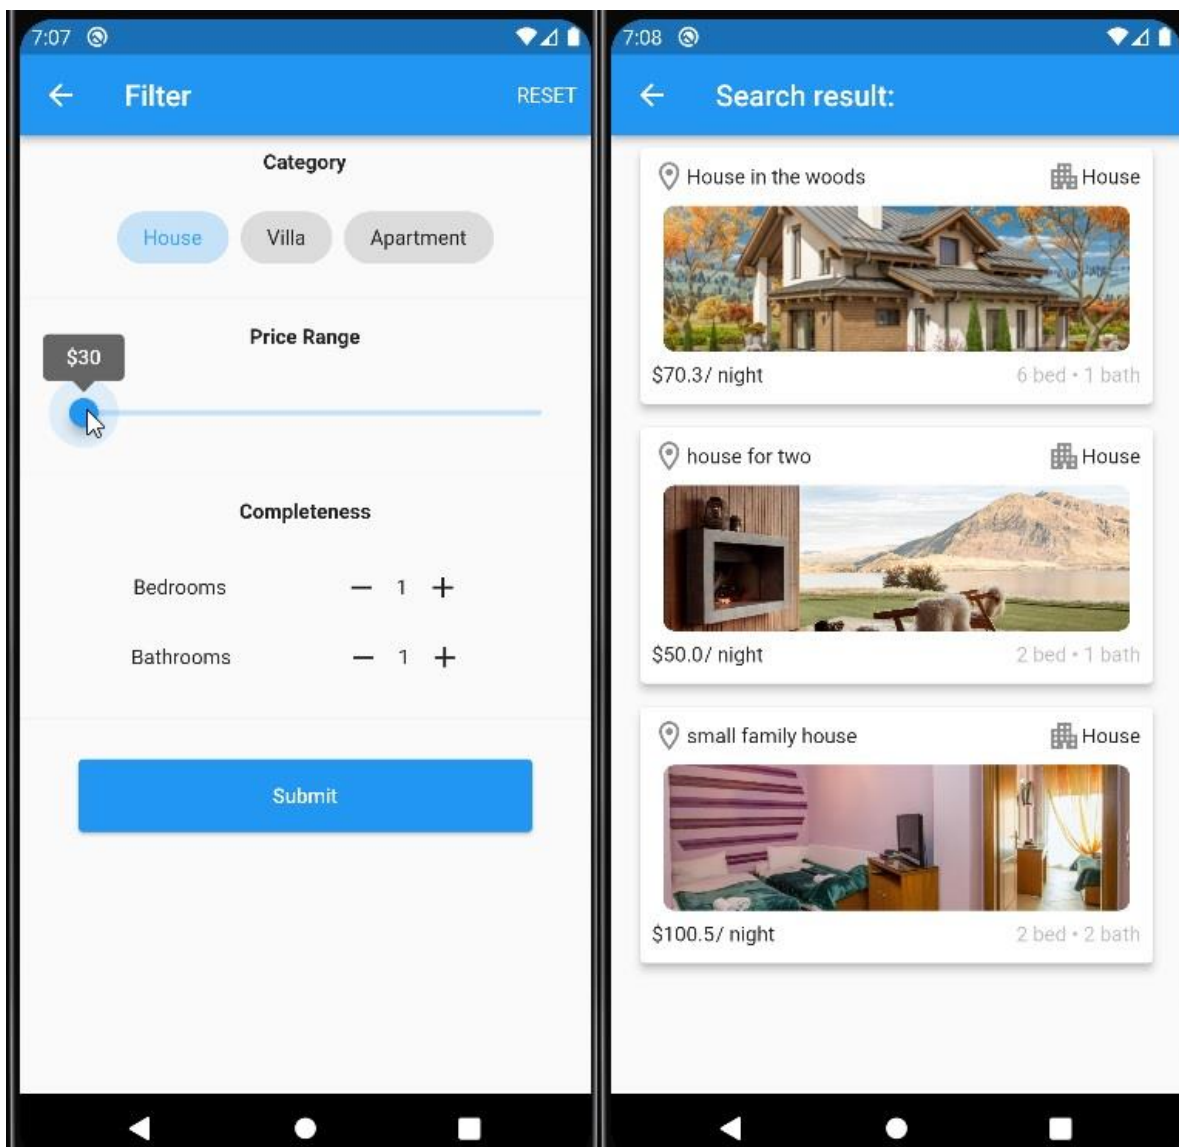 7:07
Filter RESET
Category
House Villa Apartment
Price Range
$30
Completeness
Bedrooms — 1 +
Bathrooms — 1 +
Submit
7:08
Search result:
House in the woods House
$70.3/ night 6 bed • 1 bath
house for two House
$50.0/ night 2 bed • 1 bath
small family house House
$100.5/ night 2 bed • 2 bath